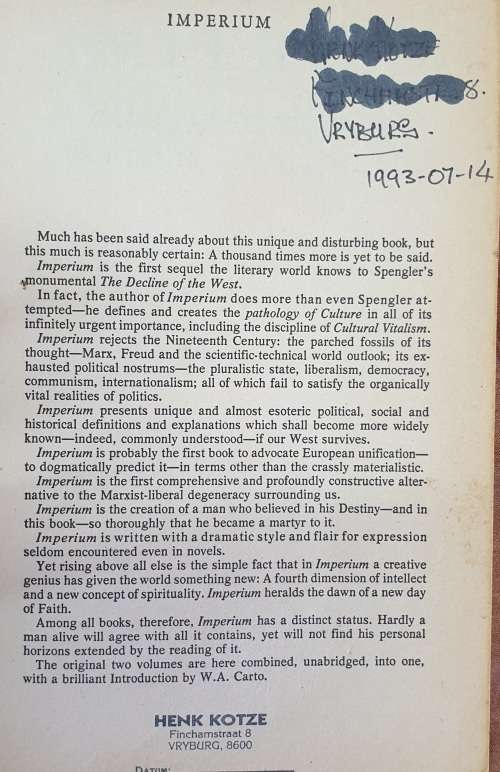 IMPERIUM
8.
VRYBURG.
1993-07-14
Much has been said already about this unique and disturbing book, but
this much is reasonably certain: A thousand times more is yet to be said.
Imperium is the first sequel the literary world knows to Spengler's
monumental The Decline of the West.
In fact, the author of Imperium does more than even Spengler at-
tempted—he defines and creates the pathology of Culture in all of its
infinitely urgent importance, including the discipline of Cultural Vitalism.
Imperium rejects the Nineteenth Century: the parched fossils of its
thought—Marx, Freud and the scientific-technical world outlook; its ex-
hausted political nostrums—the pluralistic state, liberalism, democracy,
communism, internationalism; all of which fail to satisfy the organically
vital realities of politics.
Imperium presents unique and almost esoteric political, social and
historical definitions and explanations which shall become more widely
known—indeed, commonly understood—if our West survives.
Imperium is probably the first book to advocate European unification—
to dogmatically predict it—in terms other than the crassly materialistic.
Imperium is the first comprehensive and profoundly constructive alter-
native to the Marxist-liberal degeneracy surrounding us.
Imperium is the creation of a man who believed in his Destiny—and in
this book—so thoroughly that he became a martyr to it.
Imperium is written with a dramatic style and flair for expression
seldom encountered even in novels.
Yet rising above all else is the simple fact that in Imperium a creative
genius has given the world something new: A fourth dimension of intellect
and a new concept of spirituality. Imperium heralds the dawn of a new day
of Faith.
Among all books, therefore, Imperium has a distinct status. Hardly a
man alive will agree with all it contains, yet will not find his personal
horizons extended by the reading of it.
The original two volumes are here combined, unabridged, into one,
with a brilliant Introduction by W.A. Carto.
HENK KOTZE
Finchamstraat 8
VRYBURG, 8600
DATUM: